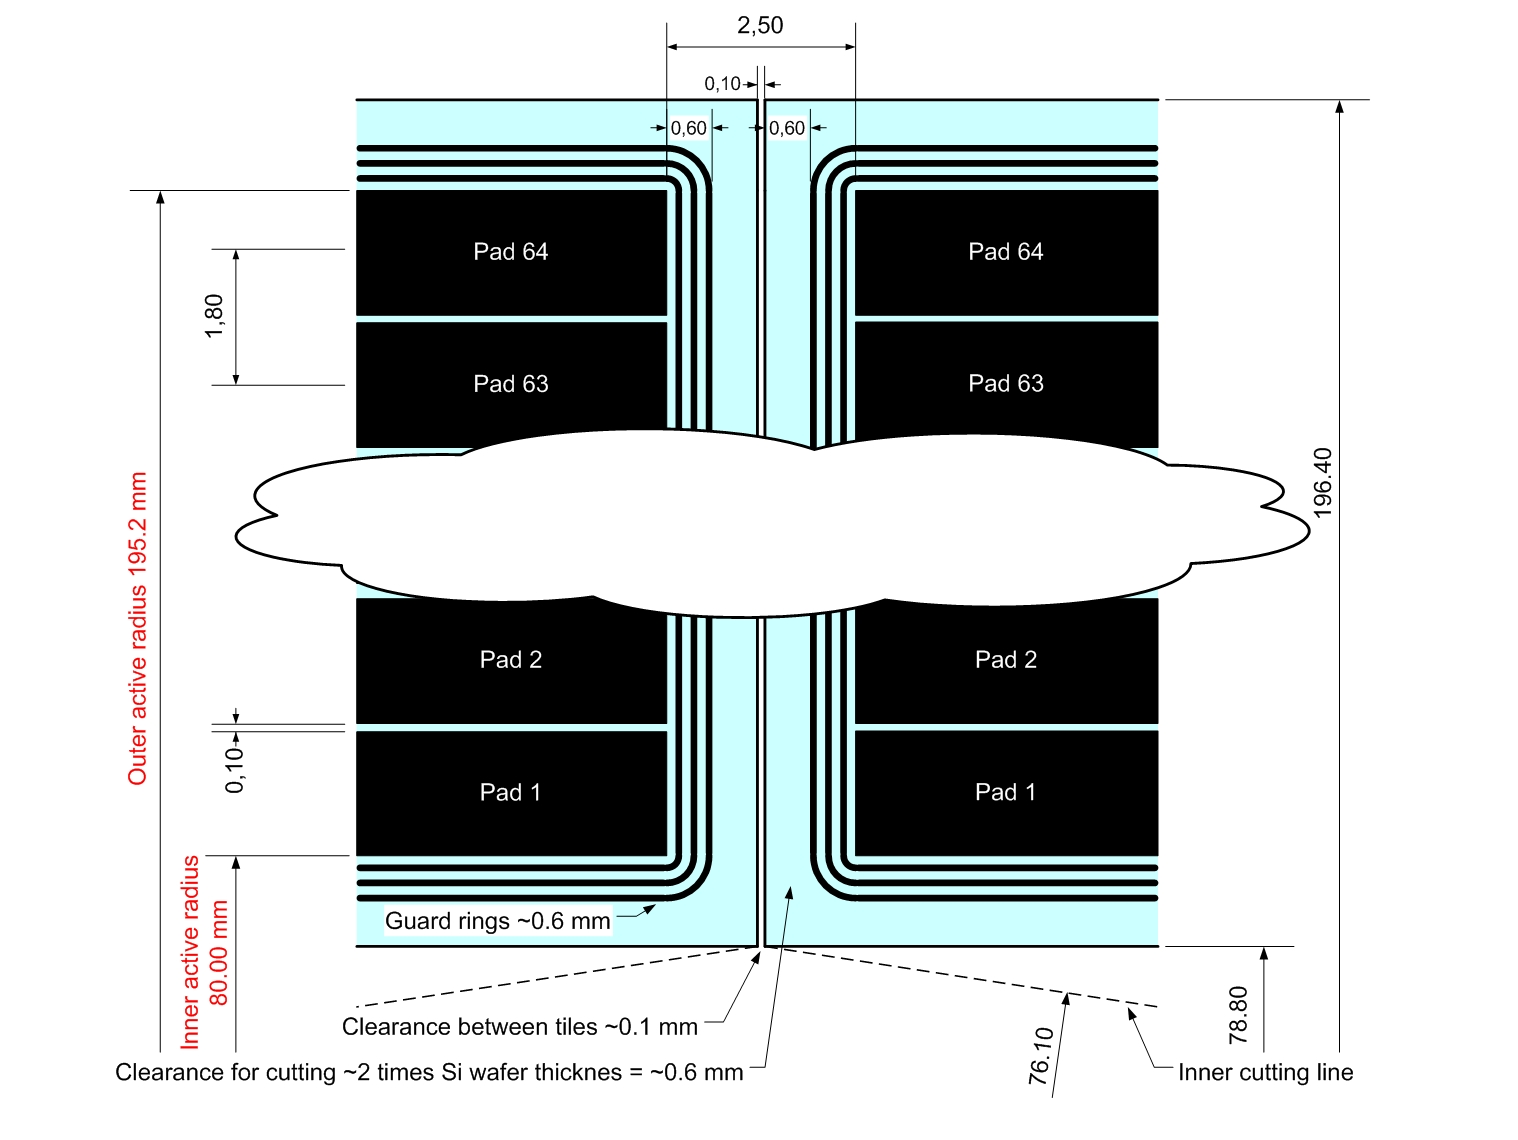 2,50
0,10
0,60
0,60
Pad 64
Pad 64
1,80
Pad 63
Pad 63
196.40
Outer active radius 195.2 mm
Pad 2
Pad 2
0,10
Pad 1
Pad 1
Inner active radius
80.00 mm
Guard rings ~0.6 mm
Clearance between tiles ~0.1 mm
78.80
76.10
Clearance for cutting ~2 times Si wafer thicknes = ~0.6 mm
Inner cutting line